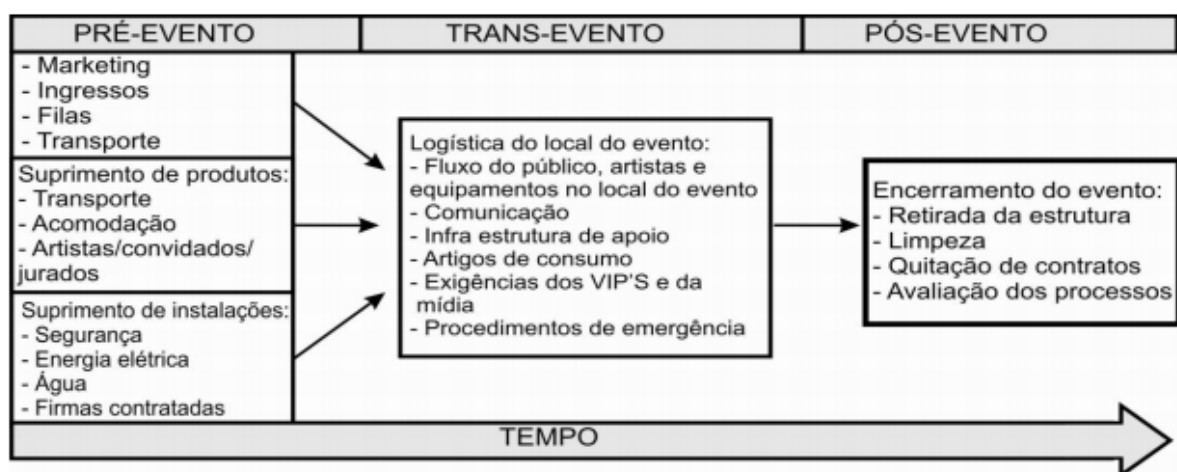 PRÉ-EVENTO
TRANS-EVENTO
PÓS-EVENTO
- Marketing
- Ingressos
- Filas
- Transporte
Suprimento de produtos:
- Transporte
- Acomodação
- Artistas/convidados/
jurados
Suprimento de instalações:
- Segurança
- Energia elétrica
- Água
- Firmas contratadas
Logística do local do evento:
- Fluxo do público, artistas e
equipamentos no local do evento
- Comunicação
- Infra estrutura de apoio
- Artigos de consumo
- Exigências dos VIP'S e da
mídia
- Procedimentos de emergência
Encerramento do evento:
- Retirada da estrutura
- Limpeza
- Quitação de contratos
- Avaliação dos processos
TEMPO